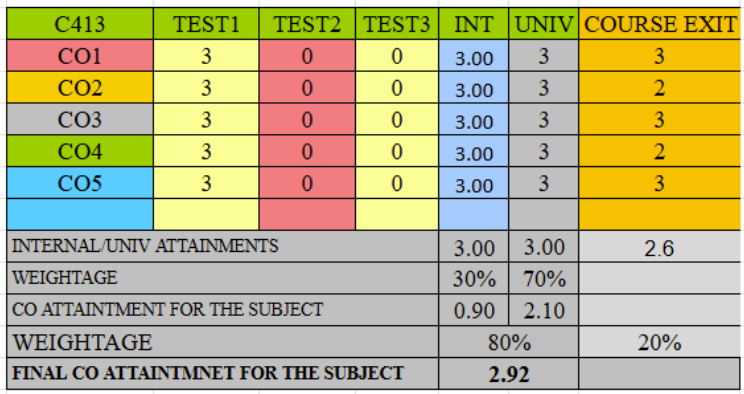 C413 TEST1 TEST2 TEST3 INT UNIV COURSE EXIT
CO1 3 0 0 3.00 3 3
CO2 3 0 0 3.00 3 2
CO3 3 0 0 3.00 3 3
CO4 3 0 0 3.00 3 2
CO5 3 0 0 3.00 3 3
INTERNAL/UNIV ATTAINMENTS 3.00 3.00 2.6
WEIGHTAGE 30% 70%
CO ATTAINTMENT FOR THE SUBJECT 0.90 2.10
WEIGHTAGE 80% 20%
FINAL CO ATTAINTMNET FOR THE SUBJECT 2.92